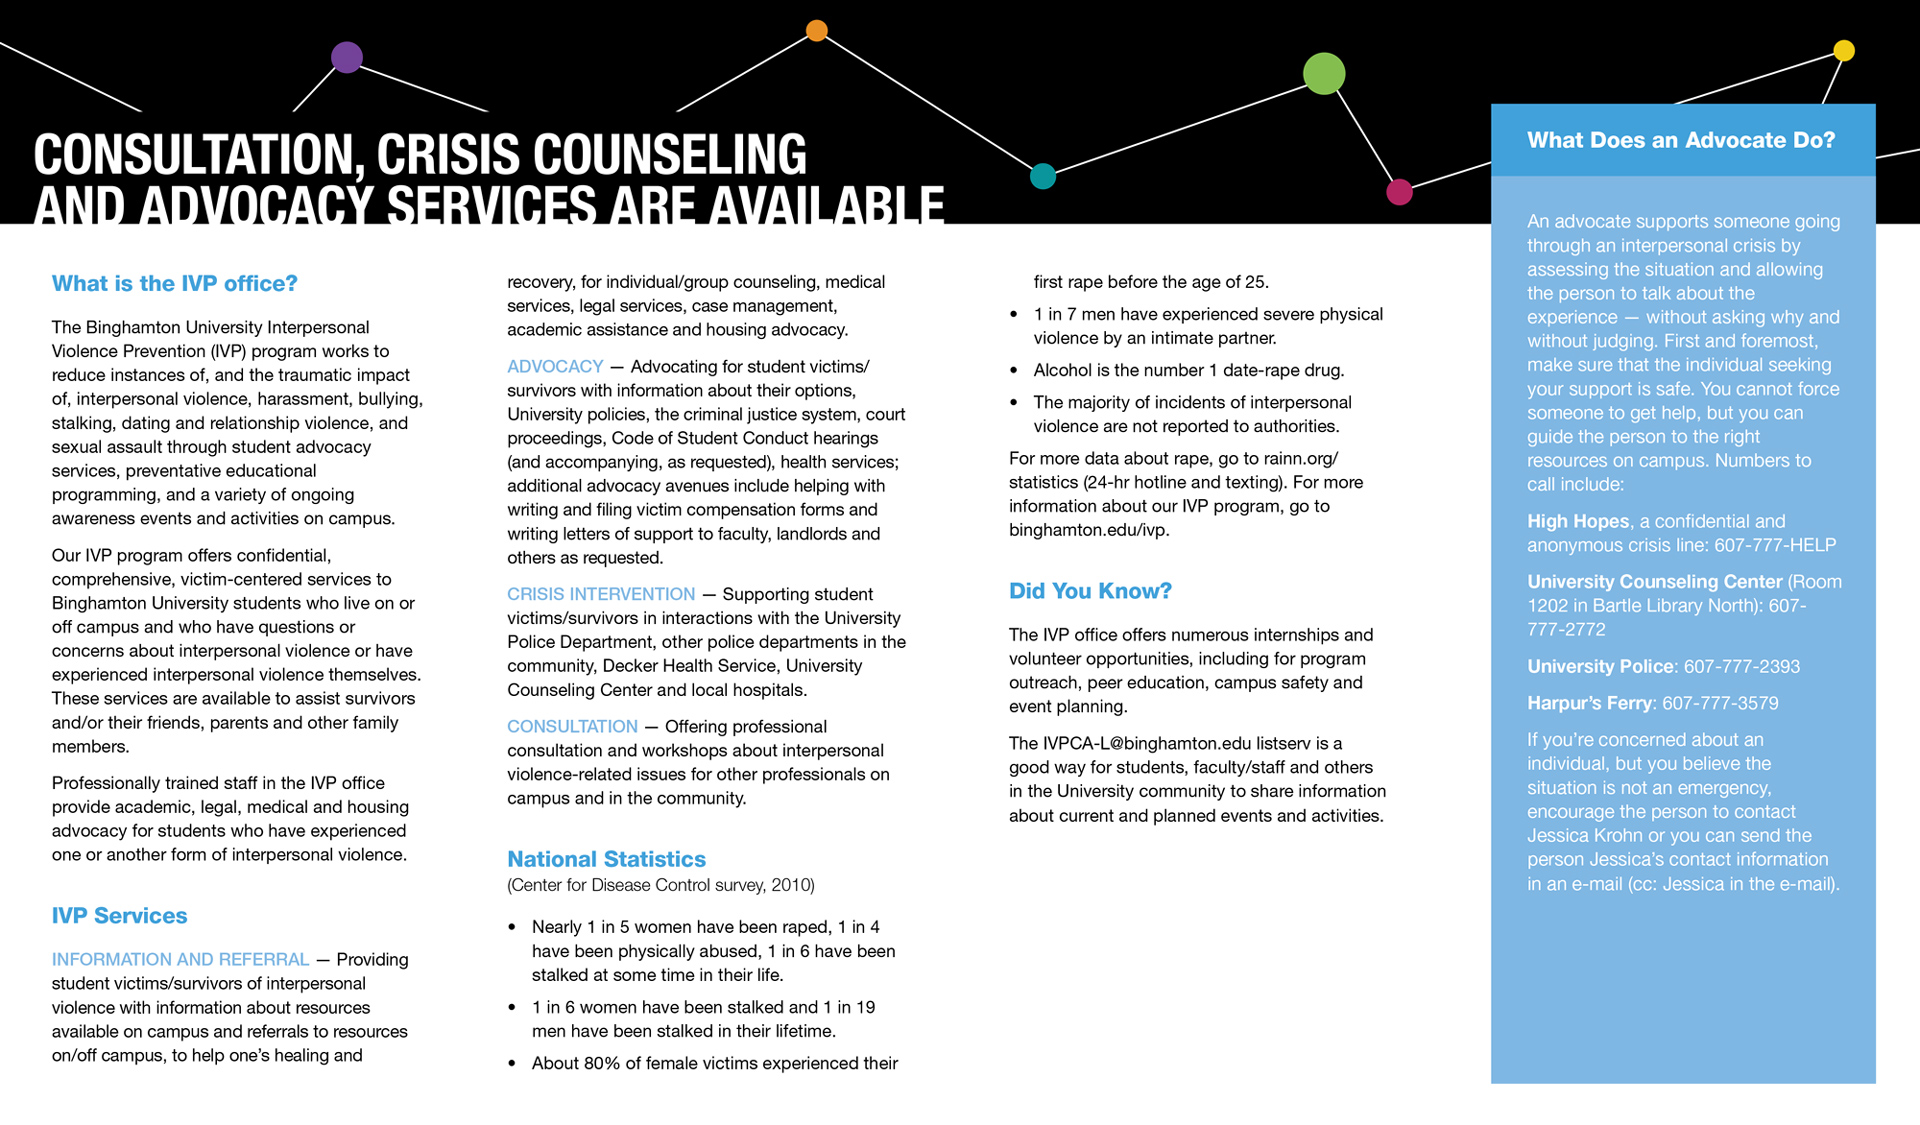 CONSULTATION, CRISIS COUNSELING
AND ADVOCACY SERVICES ARE AVAILABLE
What is the IVP office?
The Binghamton University Interpersonal
Violence Prevention (IVP) program works to
reduce instances of, and the traumatic impact
of, interpersonal violence, harassment, bullying,
stalking, dating and relationship violence, and
sexual assault through student advocacy
services, preventative educational
programming, and a variety of ongoing
awareness events and activities on campus.
Our IVP program offers confidential,
comprehensive, victim-centered services to
Binghamton University students who live on or
off campus and who have questions or
concerns about interpersonal violence or have
experienced interpersonal violence themselves.
These services are available to assist survivors
and/or their friends, parents and other family
members.
Professionally trained staff in the IVP office
provide academic, legal, medical and housing
advocacy for students who have experienced
one or another form of interpersonal violence.
IVP Services
INFORMATION AND REFERRAL — Providing
student victims/survivors of interpersonal
violence with information about resources
available on campus and referrals to resources
on/off campus, to help one's healing and
recovery, for individual/group counseling, medical
services, legal services, case management,
academic assistance and housing advocacy.
ADVOCACY — Advocating for student victims/
survivors with information about their options,
University policies, the criminal justice system, court
proceedings, Code of Student Conduct hearings
(and accompanying, as requested), health services;
additional advocacy avenues include helping with
writing and filing victim compensation forms and
writing letters of support to faculty, landlords and
others as requested.
CRISIS INTERVENTION — Supporting student
victims/survivors in interactions with the University
Police Department, other police departments in the
community, Decker Health Service, University
Counseling Center and local hospitals.
CONSULTATION — Offering professional
consultation and workshops about interpersonal
violence-related issues for other professionals on
campus and in the community.
National Statistics
(Center for Disease Control survey, 2010)
• Nearly 1 in 5 women have been raped, 1 in 4
have been physically abused, 1 in 6 have been
stalked at some time in their life.
• 1 in 6 women have been stalked and 1 in 19
men have been stalked in their lifetime.
• About 80% of female victims experienced their
first rape before the age of 25.
• 1 in 7 men have experienced severe physical
violence by an intimate partner.
• Alcohol is the number 1 date-rape drug.
• The majority of incidents of interpersonal
violence are not reported to authorities.
For more data about rape, go to rainn.org/
statistics (24-hr hotline and texting). For more
information about our IVP program, go to
binghamton.edu/ivp.
Did You Know?
The IVP office offers numerous internships and
volunteer opportunities, including for program
outreach, peer education, campus safety and
event planning.
The IVPCA-L@binghamton.edu listserv is a
good way for students, faculty/staff and others
in the University community to share information
about current and planned events and activities.
What Does an Advocate Do?
An advocate supports someone going
through an interpersonal crisis by
assessing the situation and allowing
the person to talk about the
experience — without asking why and
without judging. First and foremost,
make sure that the individual seeking
your support is safe. You cannot force
someone to get help, but you can
guide the person to the right
resources on campus. Numbers to
call include:
High Hopes, a confidential and
anonymous crisis line: 607-777-HELP
University Counseling Center (Room
1202 in Bartle Library North): 607-
777-2772
University Police: 607-777-2393
Harpur's Ferry: 607-777-3579
If you're concerned about an
individual, but you believe the
situation is not an emergency,
encourage the person to contact
Jessica Krohn or you can send the
person Jessica's contact information
in an e-mail (cc: Jessica in the e-mail).